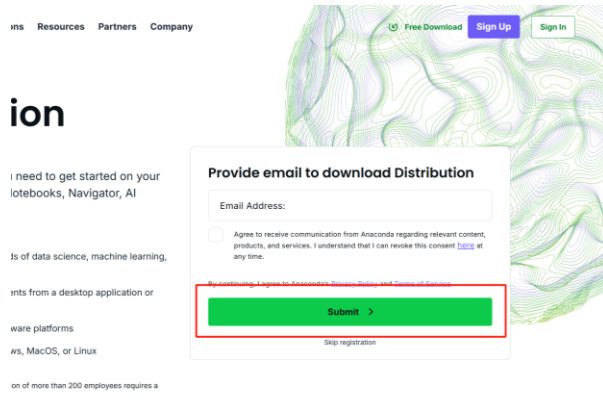 ons Resources Partners Company Free Download Sign Up Sign In
ion
Provide email to download Distribution
need to get started on your
lotebooks, Navigator, AI
Email Address:
Agree to receive communication from Anaconda regarding relevant content,
products, and services. I understand that I can revoke this consent here at
any time.
ds of data science, machine learning,
By continuing, I agree to Anaconda's Privacy Policy and Terms of Service.
ents from a desktop application or
Submit >
ware platforms
Skip registration
ws, MacOS, or Linux
on of more than 200 employees requires a